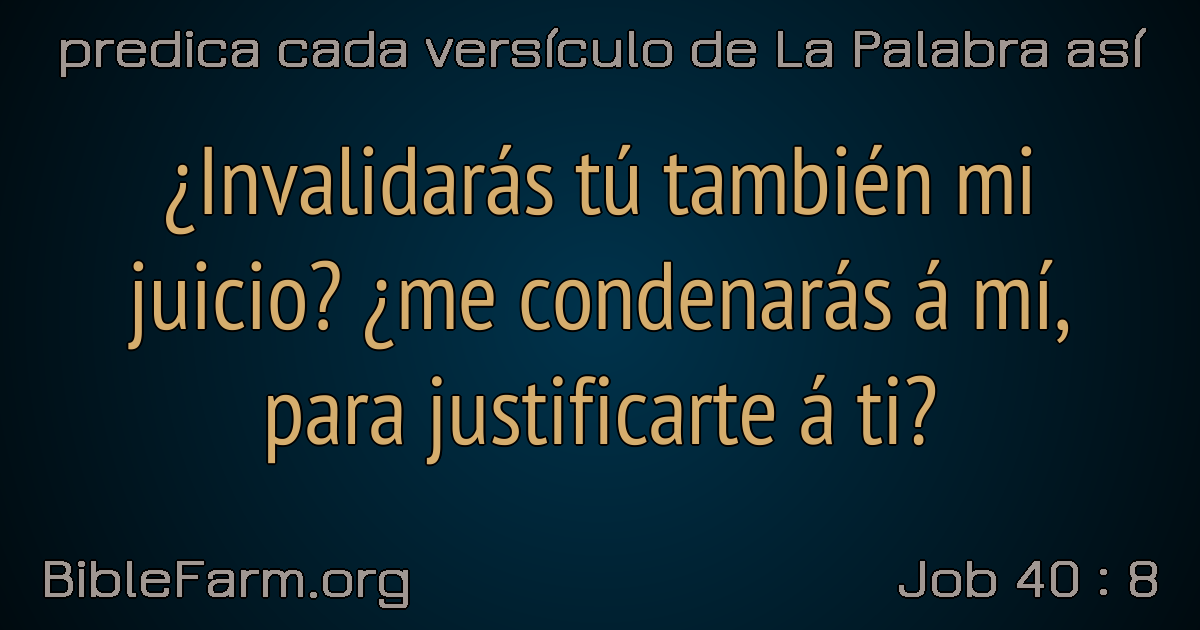 predica cada versículo de La Palabra así
¿Invalidarás tú también mi
juicio? ¿me condenarás á mí,
para justificarte á ti?
BibleFarm.org
Job 40 : 8